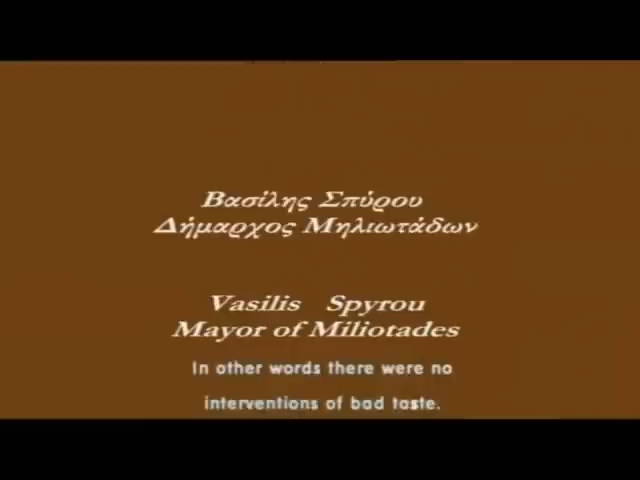 Βασίλης Σπύρου
Δήμαρχος Μηλιωτάδων
Vasilis Spyrou
Mayor of Miliotades
In other words there were no
interventions of bad taste.